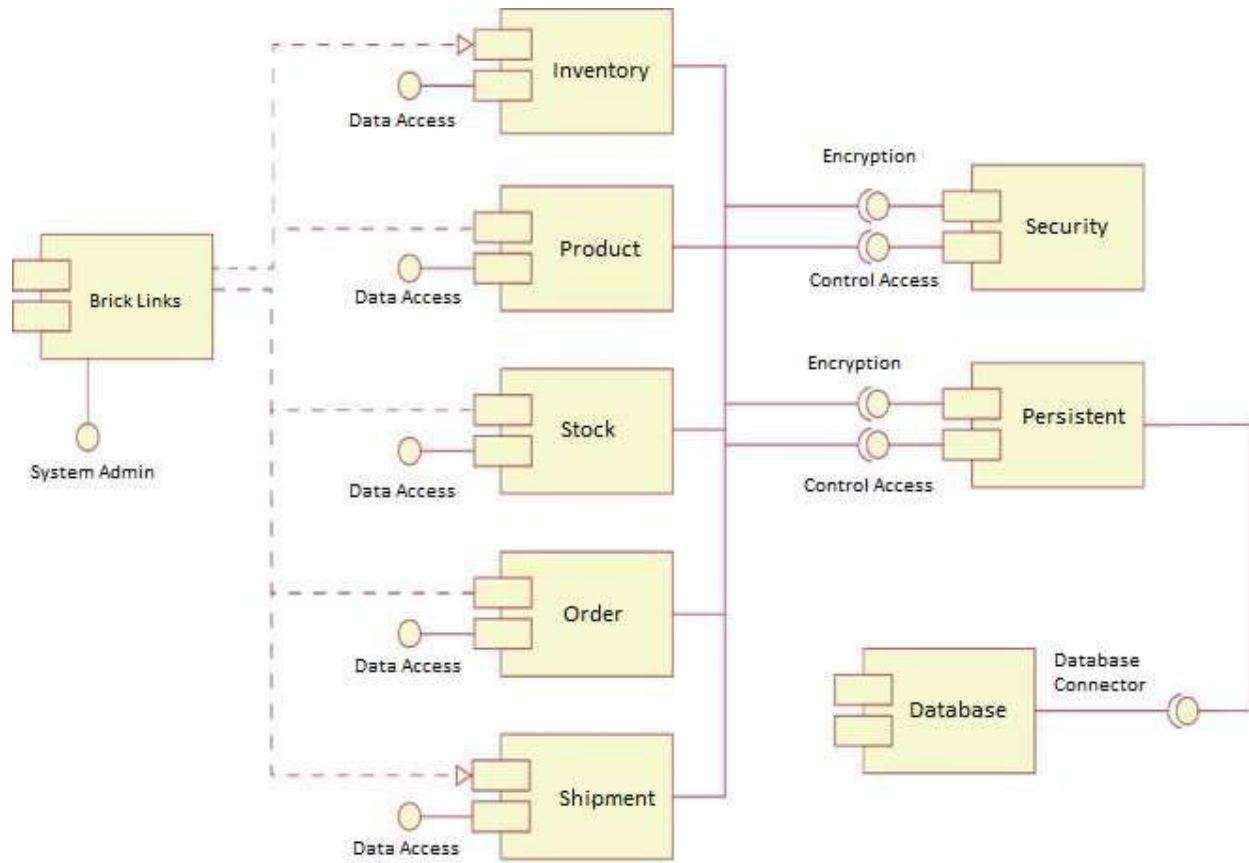 Inventory
Data Access
Encryption
Security
Product
Control Access
Data Access
Brick Links
Encryption
Persistent
Stock
System Admin
Data Access
Control Access
Order
Data Access
Database
Connector
Database
Shipment
Data Access